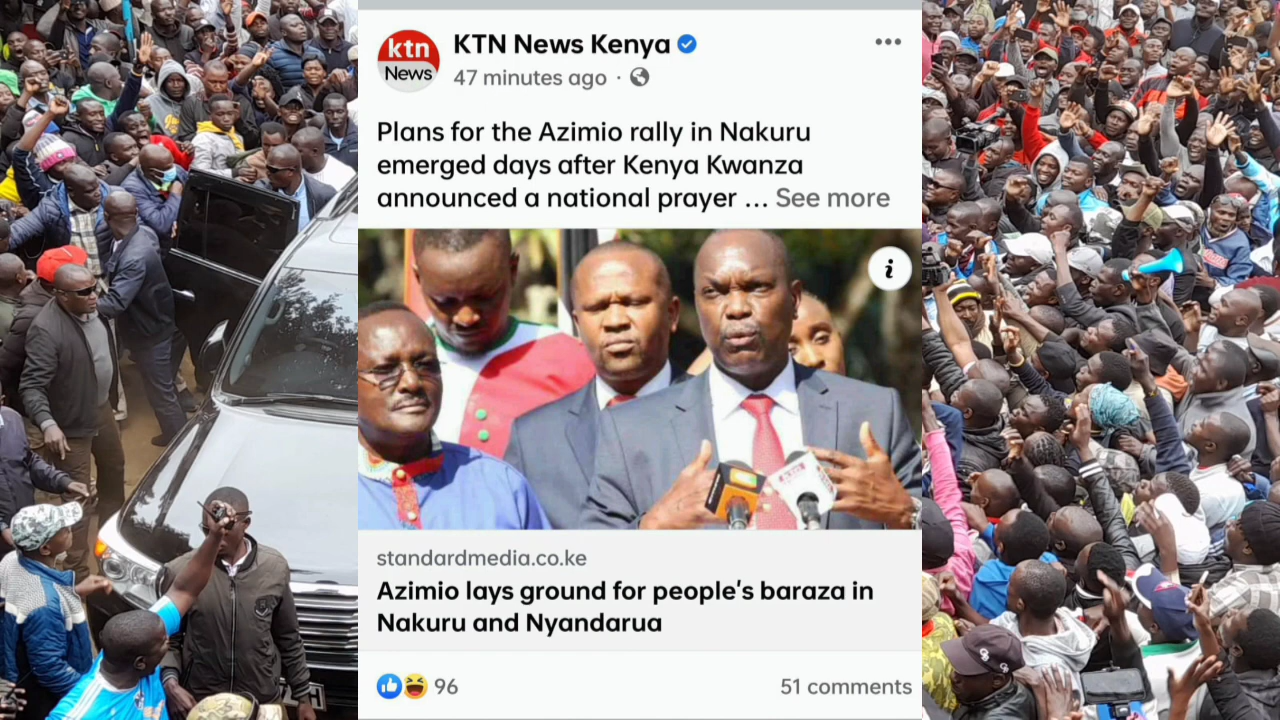 ktn
News
KTN News Kenya
47 minutes ago ·
Plans for the Azimio rally in Nakuru
emerged days after Kenya Kwanza
announced a national prayer ... See more
i
standardmedia.co.ke
Azimio lays ground for people's baraza in
Nakuru and Nyandarua
96
51 comments